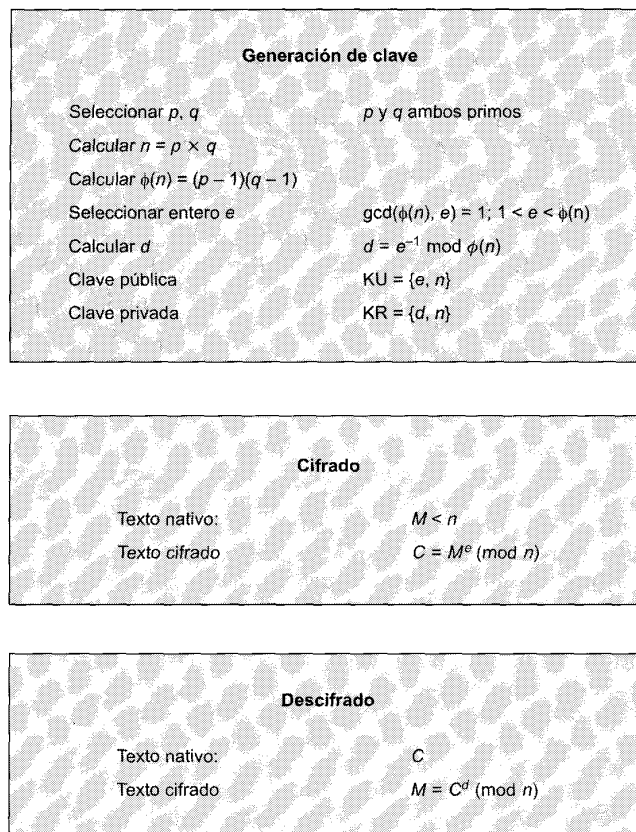 Generación de clave
Seleccionar p, q p y q ambos primos
Calcular n = p × q
Calcular ϕ(n) = (p – 1)(q – 1)
Seleccionar entero e gcd(ϕ(n), e) = 1; 1 < e < ϕ(n)
Calcular d d = e⁻¹ mod ϕ(n)
Clave pública KU = {e, n}
Clave privada KR = {d, n}
Cifrado
Texto nativo: M < n
Texto cifrado C = Mᵉ (mod n)
Descifrado
Texto nativo: C
Texto cifrado M = Cᵈ (mod n)